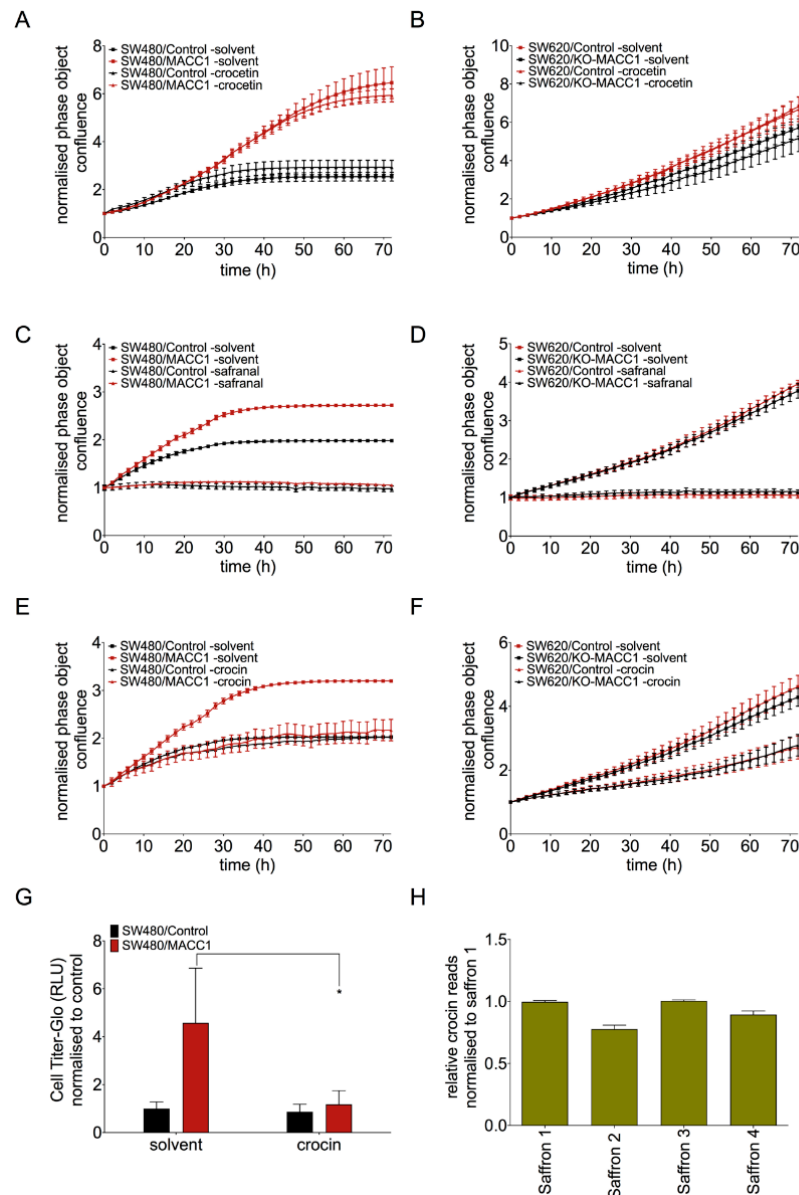 A
SW480/Control -solvent
SW480/MACC1 -solvent
SW480/Control -crocetin
SW480/MACC1 -crocetin
normalised phase object
confluence
8
6
4
2
0
0 10 20 30 40 50 60 70
time (h)
B
SW620/Control -solvent
SW620/KO-MACC1 -solvent
SW620/Control -crocetin
SW620/KO-MACC1 -crocetin
normalised phase object
confluence
10
8
6
4
2
0
0 10 20 30 40 50 60 70
time (h)
C
SW480/Control -solvent
SW480/MACC1 -solvent
SW480/Control -safranal
SW480/MACC1 -safranal
normalised phase object
confluence
4
3
2
1
0
0 10 20 30 40 50 60 70
time (h)
D
SW620/Control -solvent
SW620/KO-MACC1 -solvent
SW620/Control -safranal
SW620/KO-MACC1 -safranal
normalised phase object
confluence
5
4
3
2
1
0
0 10 20 30 40 50 60 70
time (h)
E
SW480/Control -solvent
SW480/MACC1 -solvent
SW480/Control -crocin
SW480/MACC1 -crocin
normalised phase object
confluence
4
3
2
1
0
0 10 20 30 40 50 60 70
time (h)
F
SW620/Control -solvent
SW620/KO-MACC1 -solvent
SW620/Control -crocin
SW620/KO-MACC1 -crocin
normalised phase object
confluence
6
4
2
0
0 10 20 30 40 50 60 70
time (h)
G
SW480/Control
SW480/MACC1
Cell Titer-Glo (RLU)
normalised to control
8
6
4
2
0
*
solvent crocin
H
relative crocin reads
normalised to saffron 1
1.5
1.0
0.5
0.0
Saffron 1
Saffron 2
Saffron 3
Saffron 4